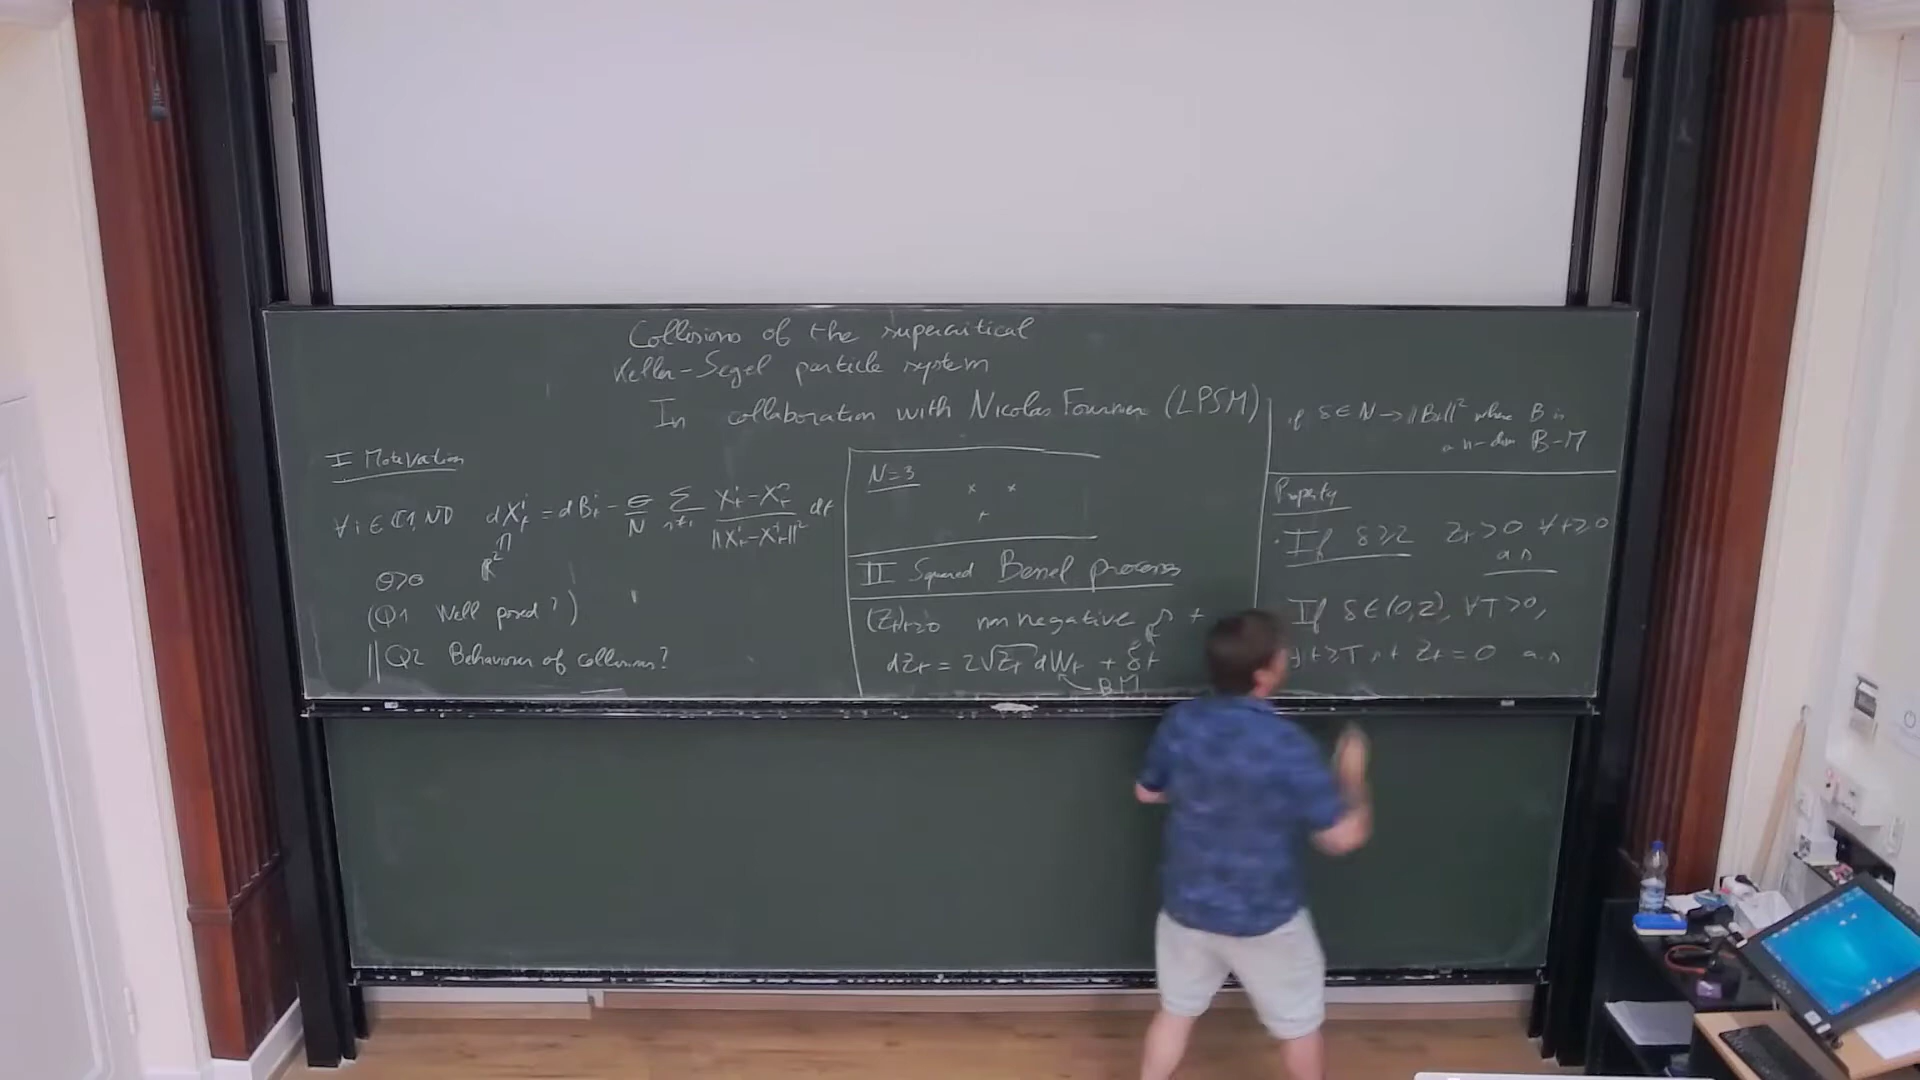 Collisions of the supercritical
Keller-Segel particle system
In collaboration with Nicolas Fournier (LPSM)
I Motivation
∀ i ∈ ⟦1,N⟧ dX_t^i = dB_t^i - θ/N Σ_{j≠i} (X_t^i - X_t^j)/||X_t^i - X_t^j||² dt
ℝ²
θ>0
(Q1 Well posed?)
Q2 Behaviour of collisions?
N=3
II Squared Bessel processes
(Z_t)_{t≥0} non negative s t
dZ_t = 2√Z_t dW_t + δ t
ℝ
BM
if δ ∈ N → ||B_t||² where B is
a n-dim B-M
Property
· If δ≥2 Z_t>0 ∀t≥0
a.s
If δ∈(0,2), ∀T>0,
t≥T s.t Z_t=0 a.s